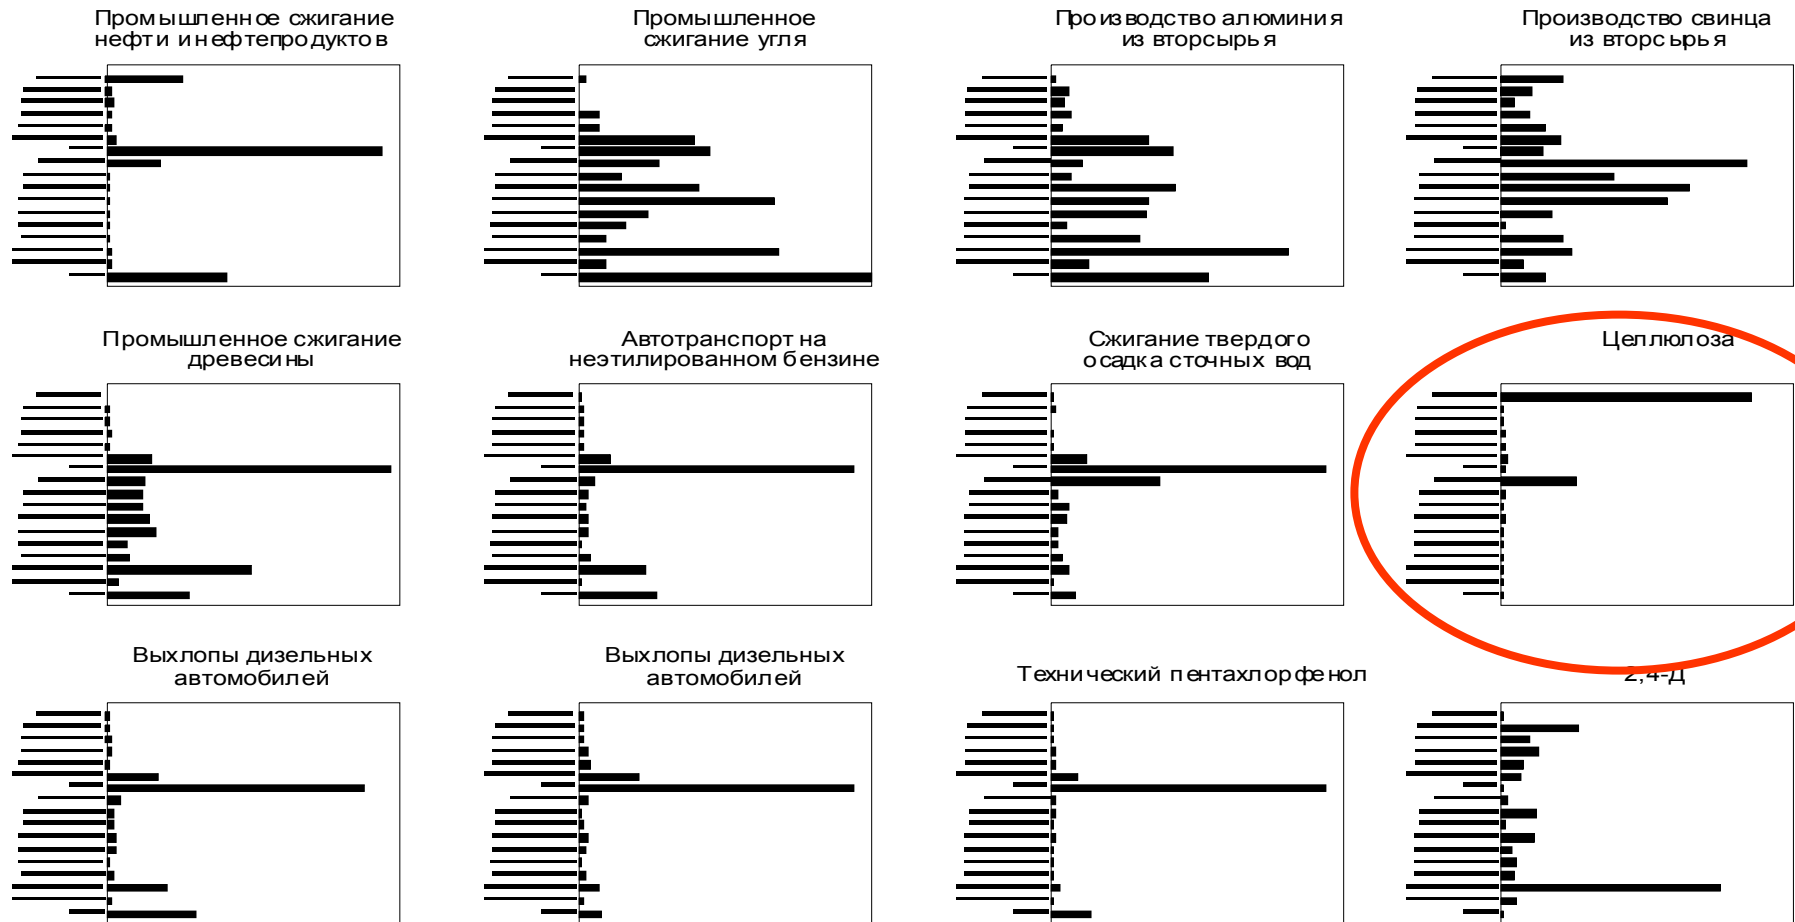 Промышленное сжигание
нефти и нефтепродуктов
Промышленное
сжигание угля
Производство алюминия
из вторсырья
Производство свинца
из вторсырья
Промышленное сжигание
древесины
Автотранспорт на
неэтилированном бензине
Сжигание твердого
осадка сточных вод
Целлюлоза
Выхлопы дизельных
автомобилей
Выхлопы дизельных
автомобилей
Технический пентахлорфенол
2,4-Д